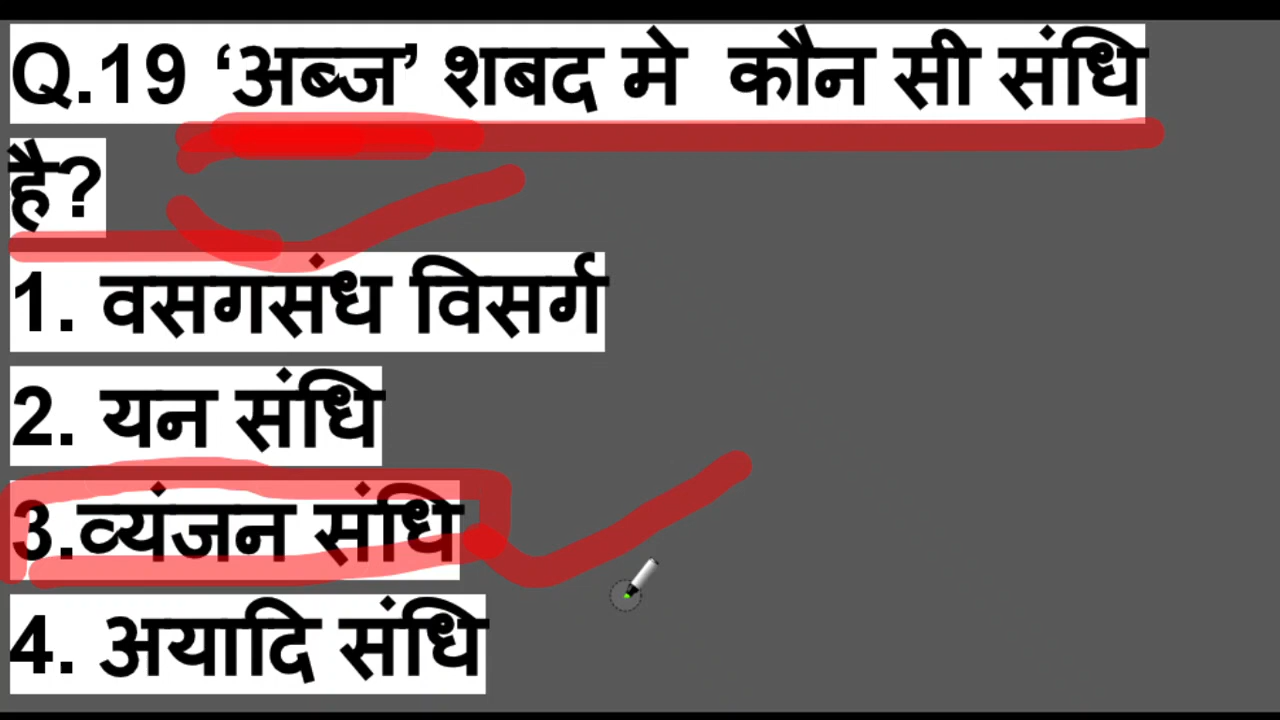 Q.19 ‘अब्ज’ शबद मे कौन सी संधि
है?
1. वसगसंध विसर्ग
2. यन संधि
3.व्यंजन संधि
4. अयादि संधि